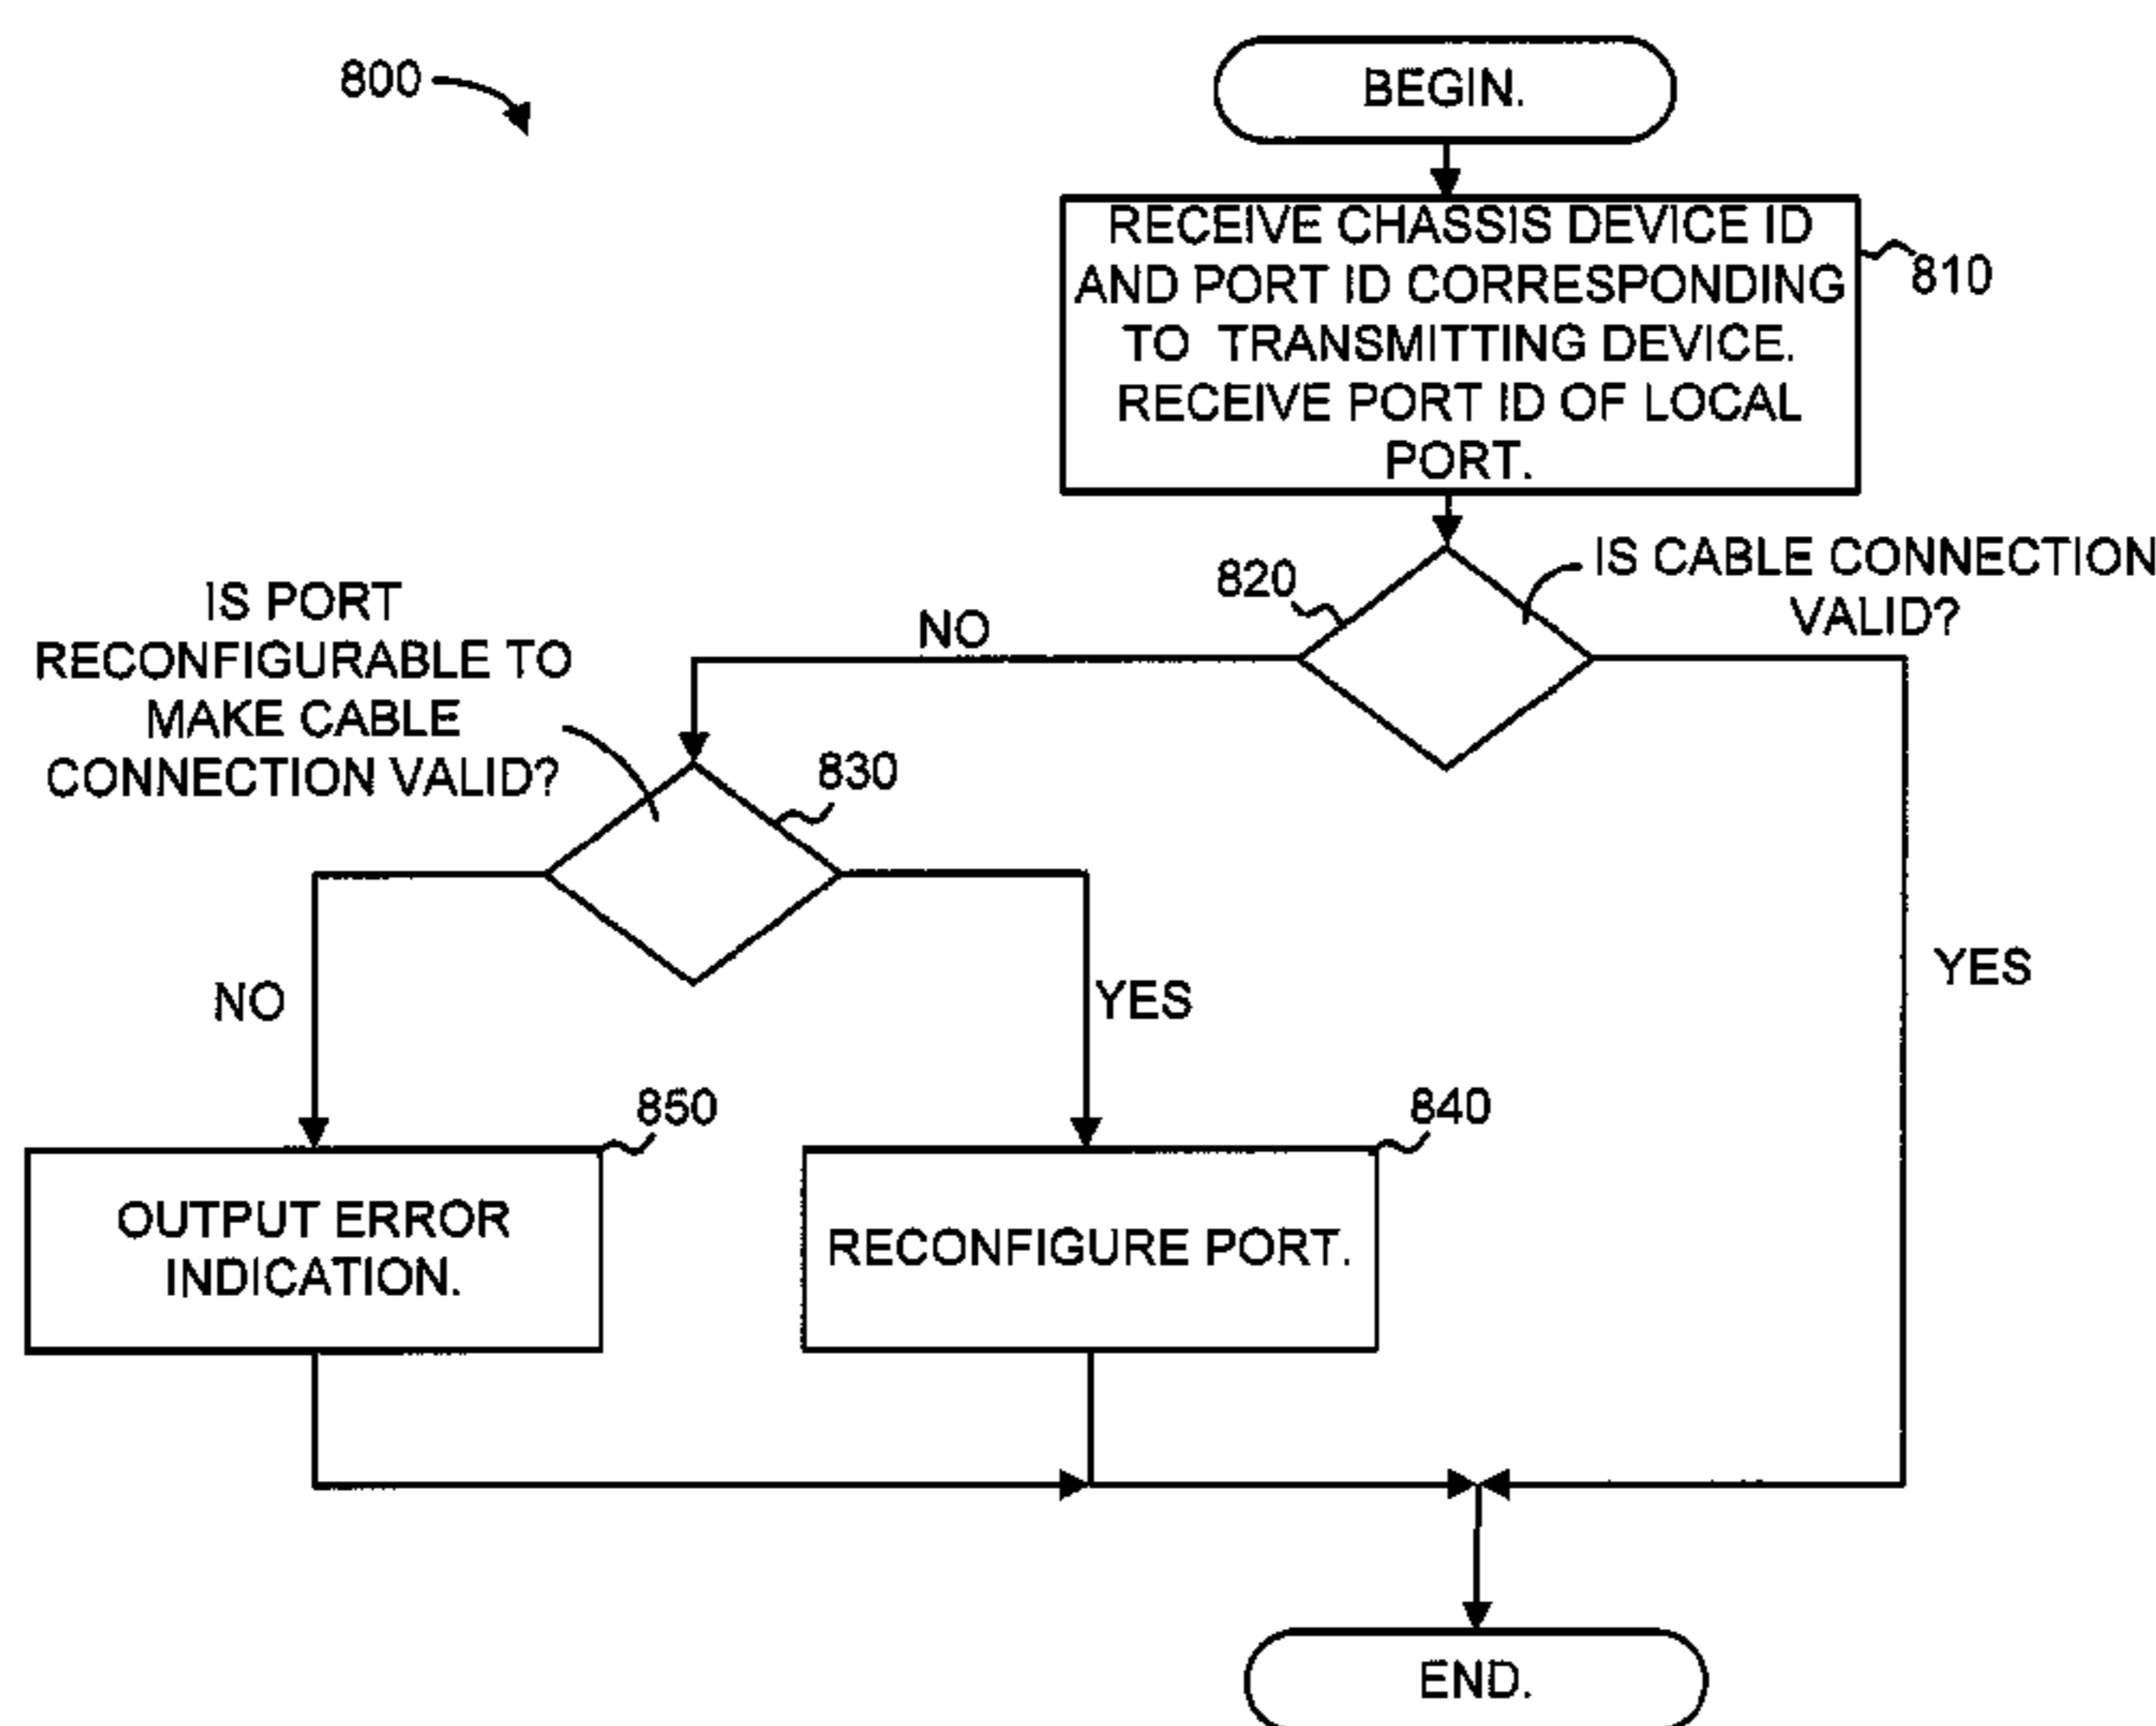 800
BEGIN.
RECEIVE CHASSIS DEVICE ID
AND PORT ID CORRESPONDING
TO TRANSMITTING DEVICE.
RECEIVE PORT ID OF LOCAL
PORT.
810
820
IS CABLE CONNECTION
VALID?
NO
YES
IS PORT
RECONFIGURABLE TO
MAKE CABLE
CONNECTION VALID?
830
NO
YES
850
OUTPUT ERROR
INDICATION.
840
RECONFIGURE PORT.
END.